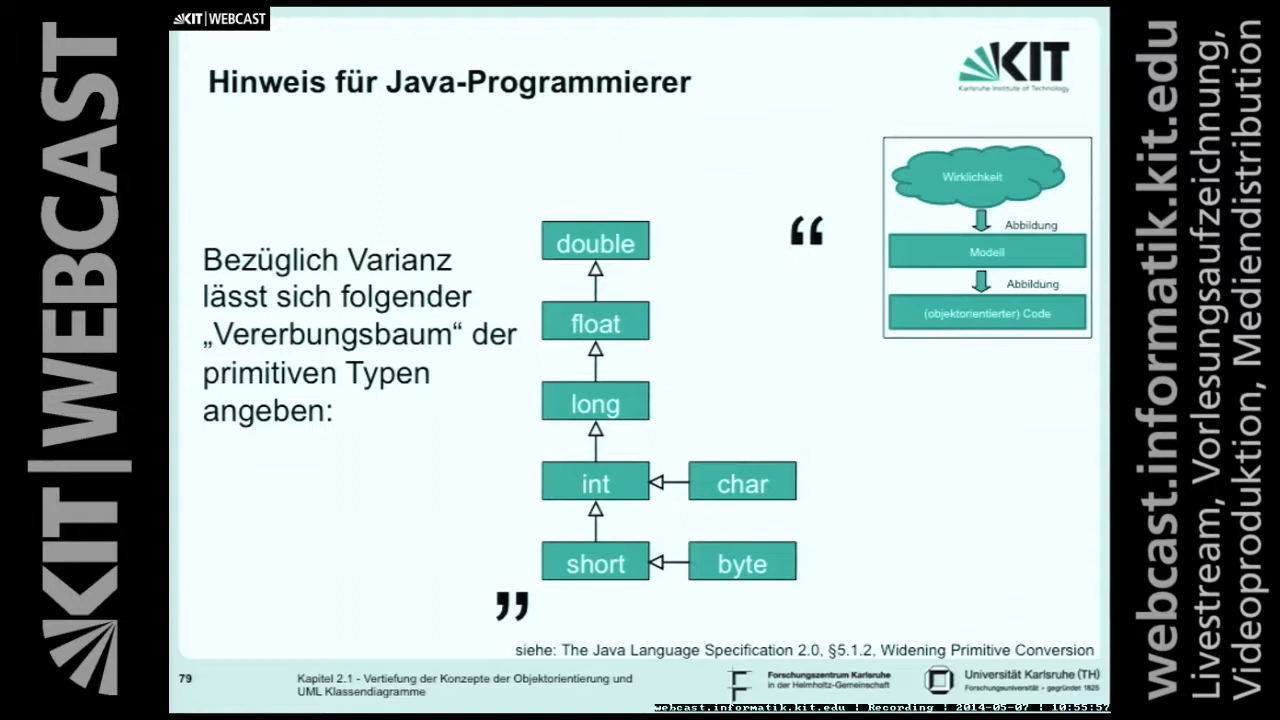 KIT | WEBCAST
KIT | WEBCAST
Hinweis für Java-Programmierer
KIT
Karlsruhe Institute of Technology
Wirklichkeit
Abbildung
Modell
Abbildung
(objektorientierter) Code
Bezüglich Varianz
lässt sich folgender
„Vererbungsbaum“ der
primitiven Typen
angeben:
“
double
float
long
int
char
short
byte
”
siehe: The Java Language Specification 2.0, §5.1.2, Widening Primitive Conversion
79
Kapitel 2.1 - Vertiefung der Konzepte der Objektorientierung und
UML Klassendiagramme
Forschungszentrum Karlsruhe
in der Helmholtz-Gemeinschaft
Universität Karlsruhe (TH)
Forschungsuniversität - gegründet 1825
webcast.informatik.kit.edu | Recording | 2014-05-07 | 10:55:57
webcast.informatik.kit.edu
Livestream, Vorlesungsaufzeichnung,
Videoproduktion, Mediendistribution